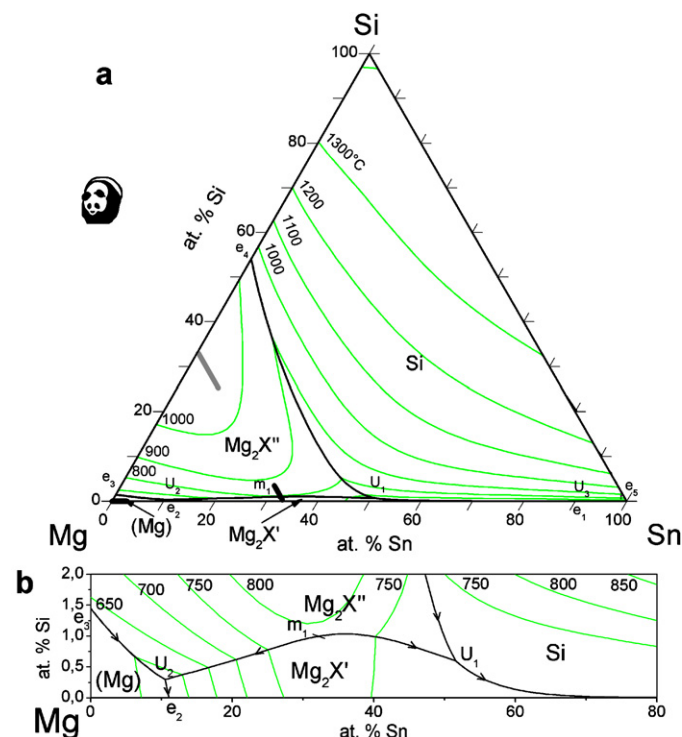 Si
a
100
80
1300°C
1200
at. % Si
60
1100
e4
1000
40
Si
20
1000
Mg2X"
900
e3
800
U2
m1
U1
U3
e5
0
0
(Mg)
20
e2
40
Mg2X'
60
80
e1
100
Mg
at. % Sn
Sn
b
2,0
700
750
800
750
750
800
850
650
Mg2X"
at. % Si
1,5
e3
m1
1,0
U1
0,5
U2
Si
(Mg)
Mg2X'
0,0
Mg
0
e2
20
40
60
80
at. % Sn